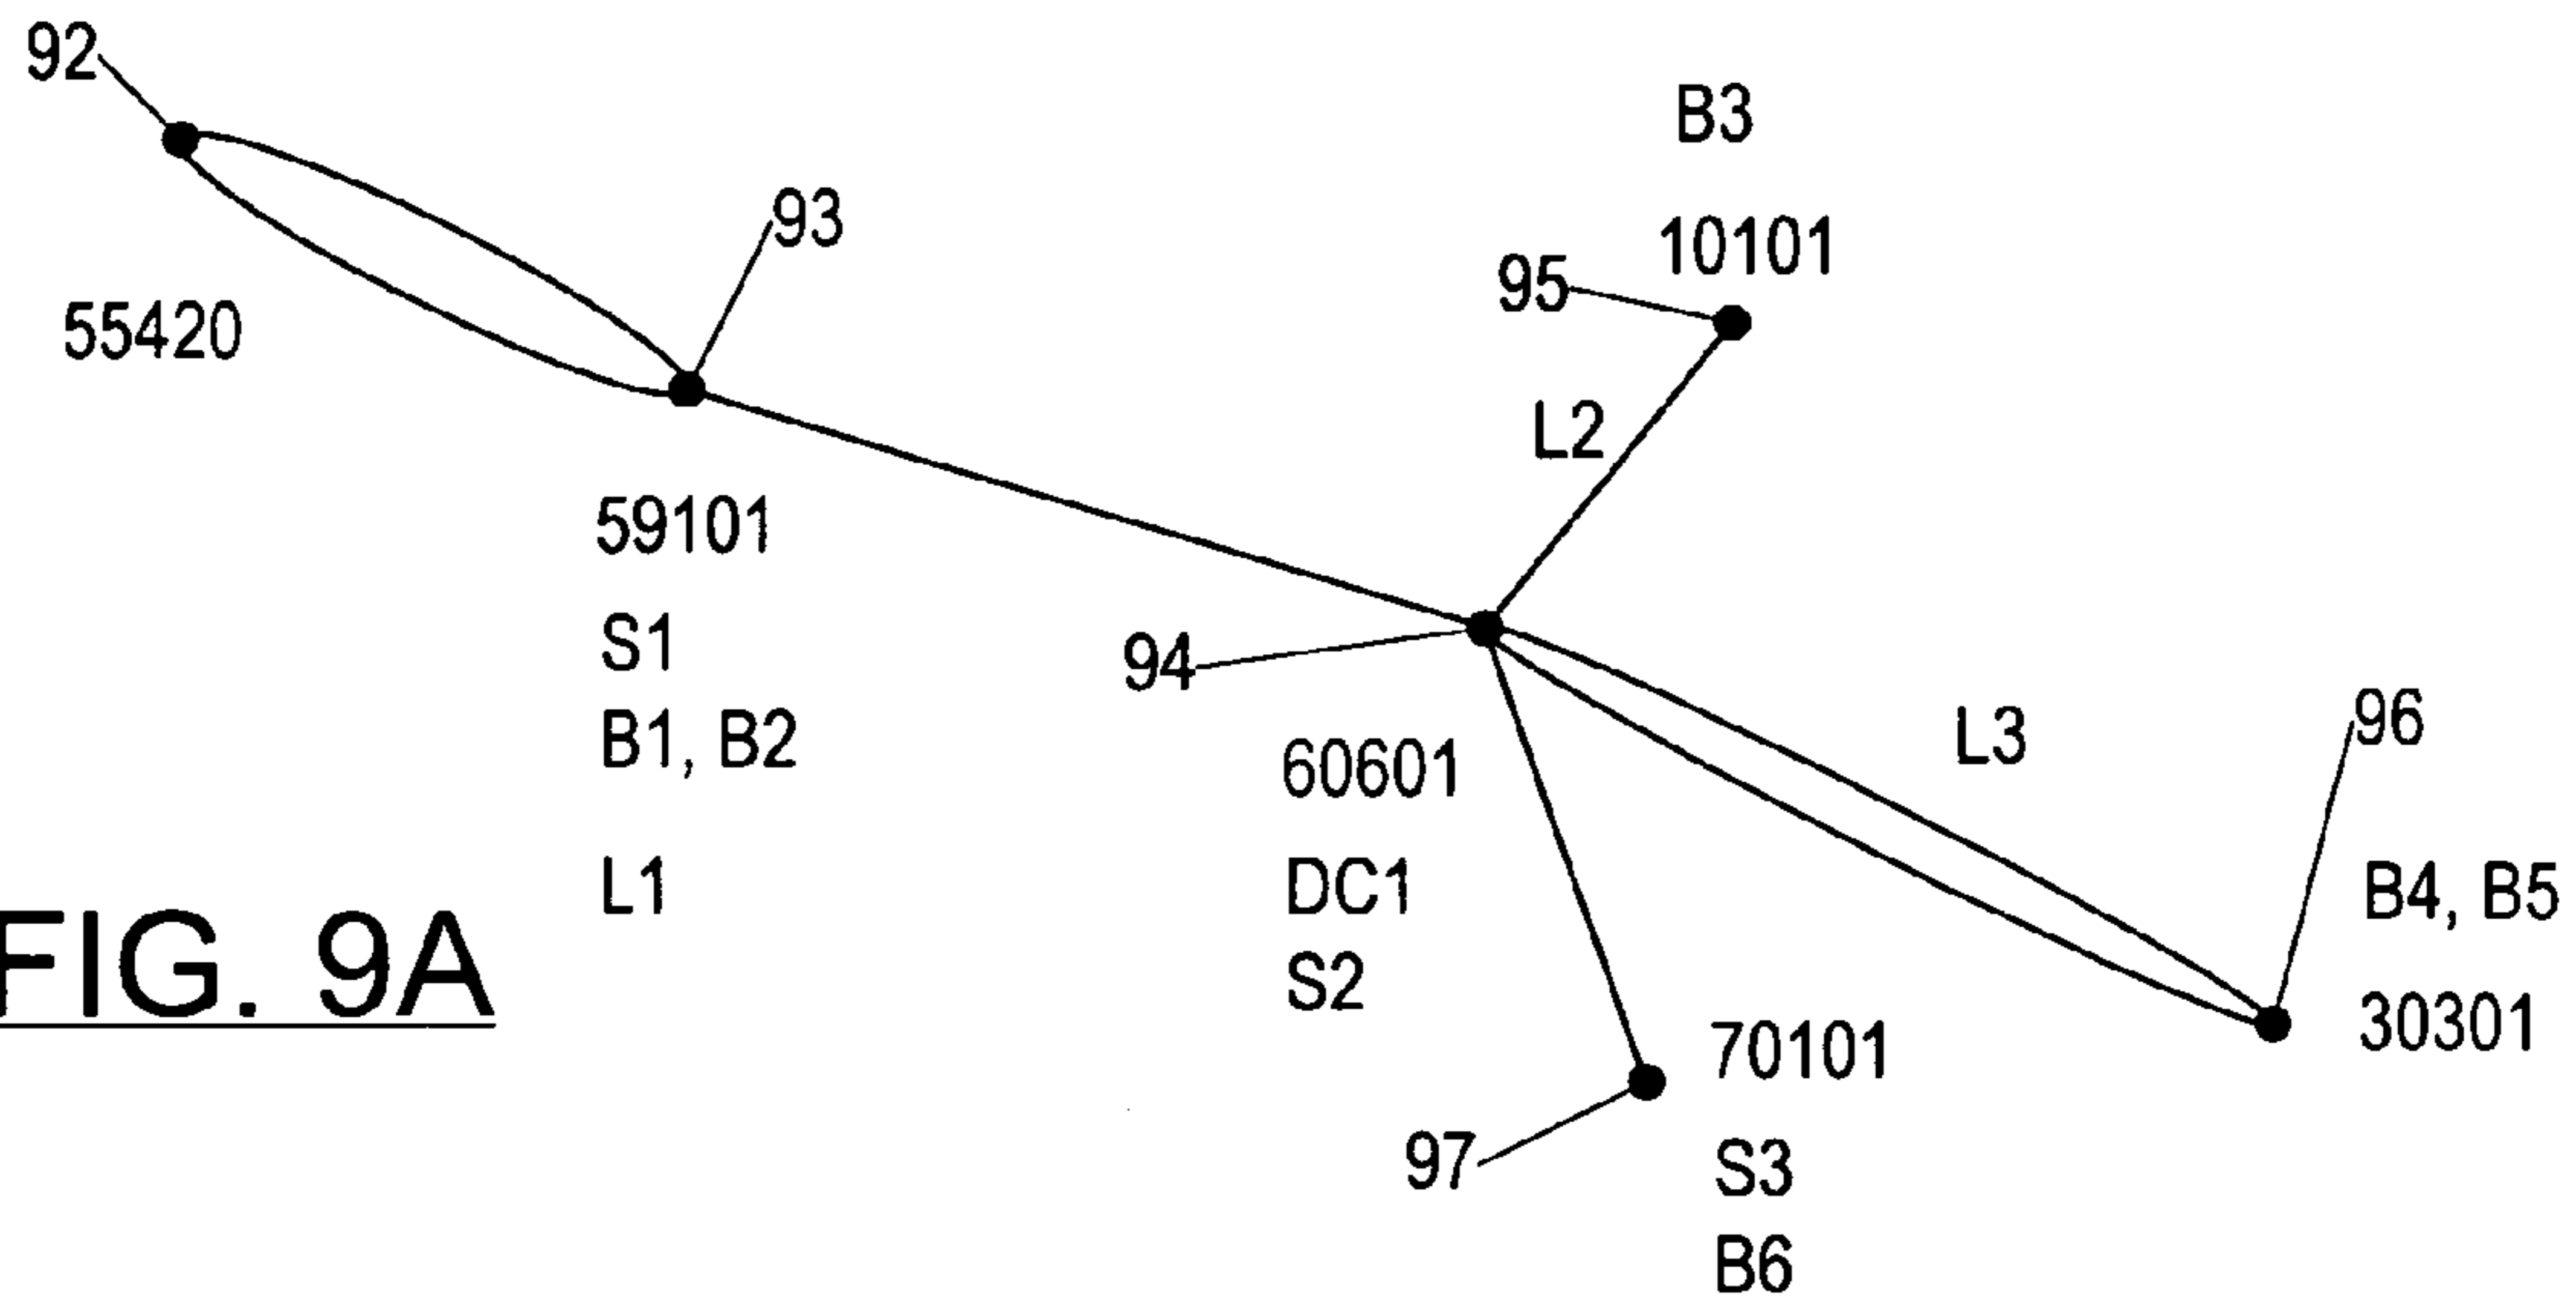 92
B3
93
10101
95
55420
L2
59101
S1
94
B1, B2
L3
96
60601
L1
DC1
B4, B5
FIG. 9A
S2
70101
30301
97
S3
B6